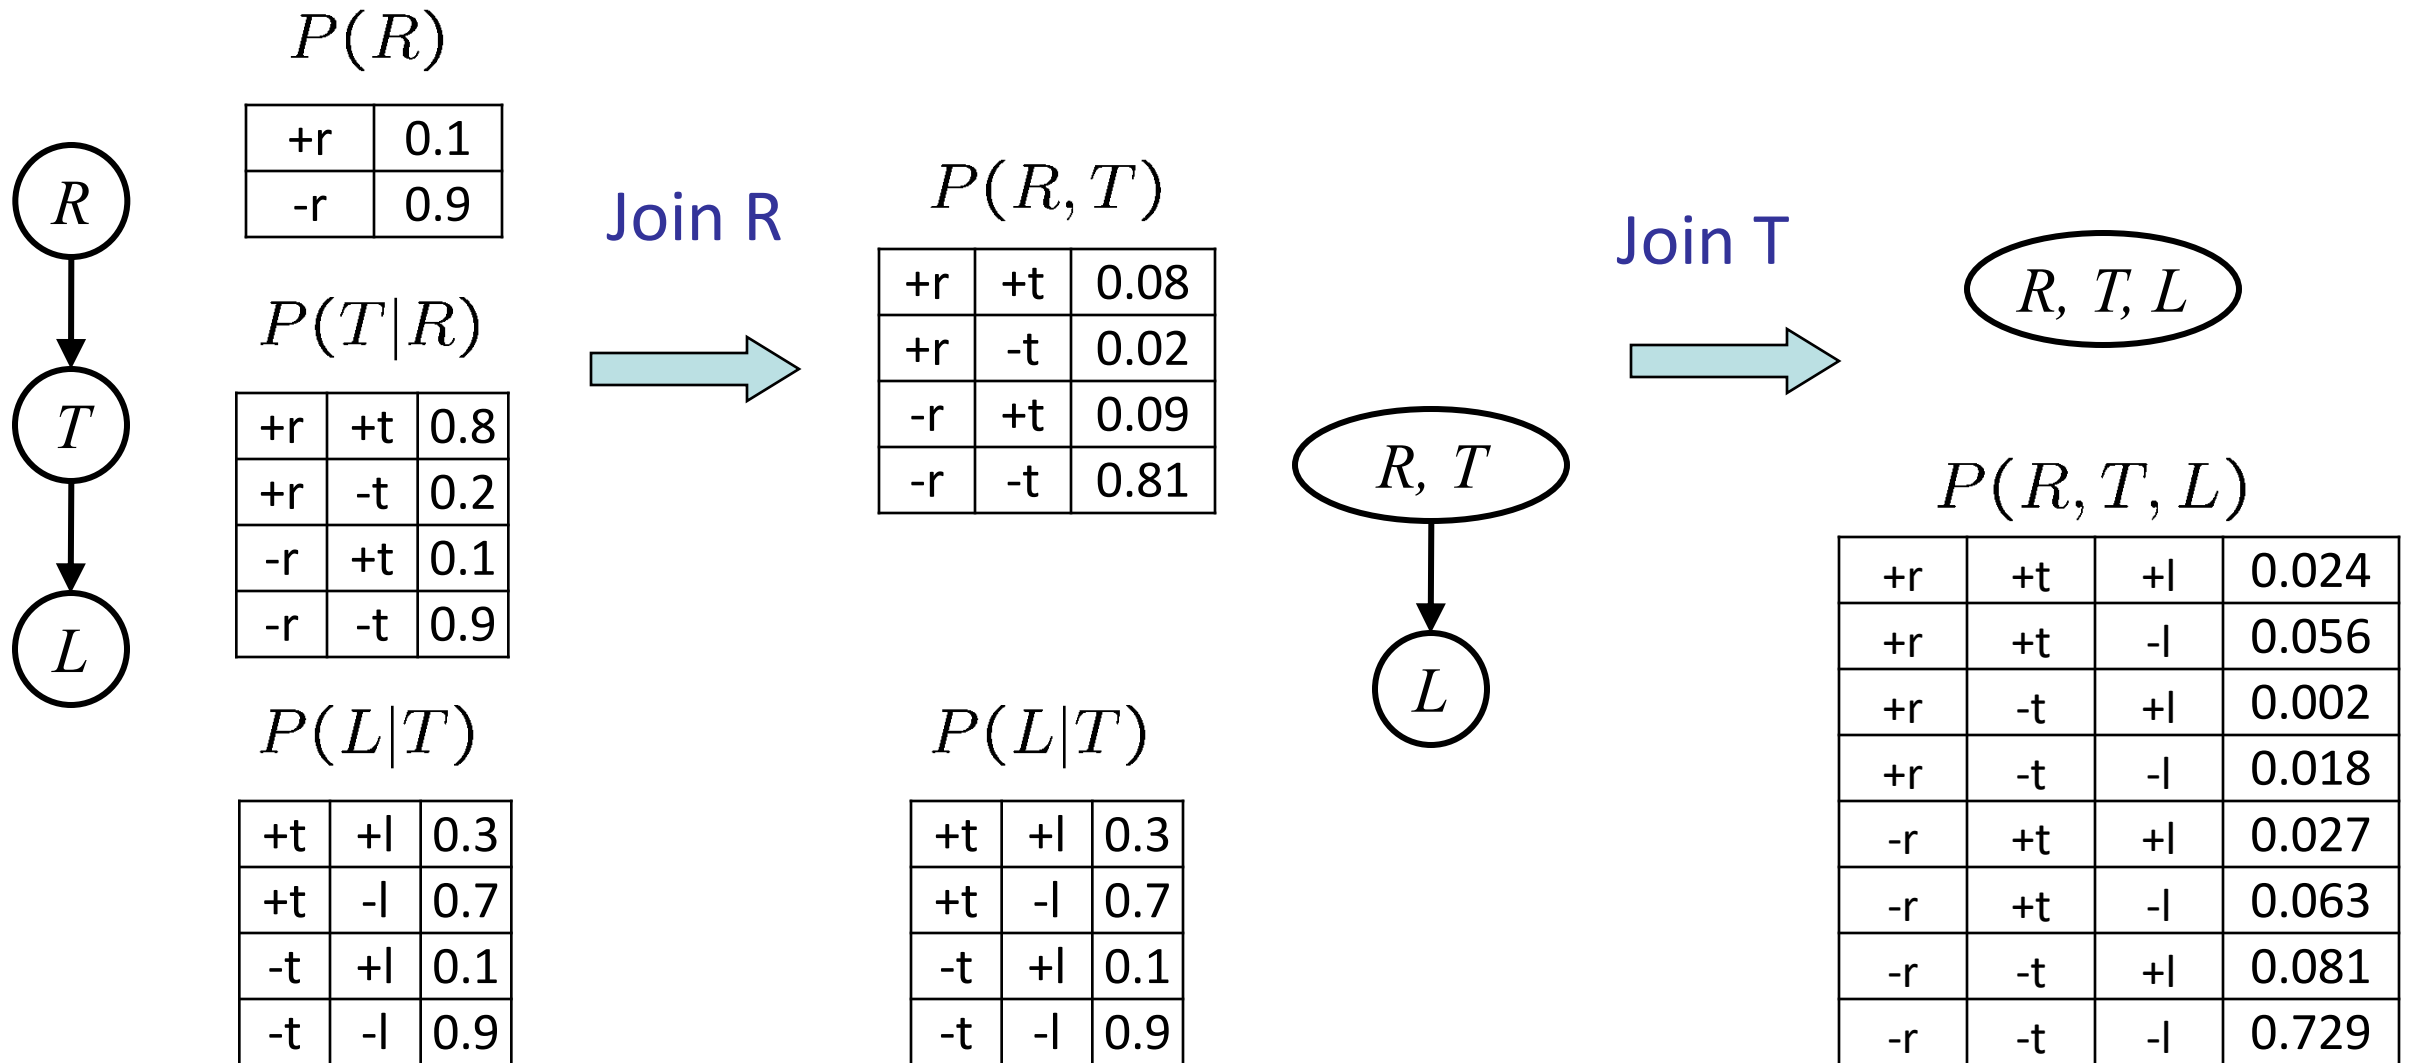 P(R)
+r 0.1
-r 0.9
R
T
L
P(T|R)
+r +t 0.8
+r -t 0.2
-r +t 0.1
-r -t 0.9
P(L|T)
+t +l 0.3
+t -l 0.7
-t +l 0.1
-t -l 0.9
Join R
P(R,T)
+r +t 0.08
+r -t 0.02
-r +t 0.09
-r -t 0.81
P(L|T)
+t +l 0.3
+t -l 0.7
-t +l 0.1
-t -l 0.9
R, T
L
Join T
R, T, L
P(R,T,L)
+r +t +l 0.024
+r +t -l 0.056
+r -t +l 0.002
+r -t -l 0.018
-r +t +l 0.027
-r +t -l 0.063
-r -t +l 0.081
-r -t -l 0.729